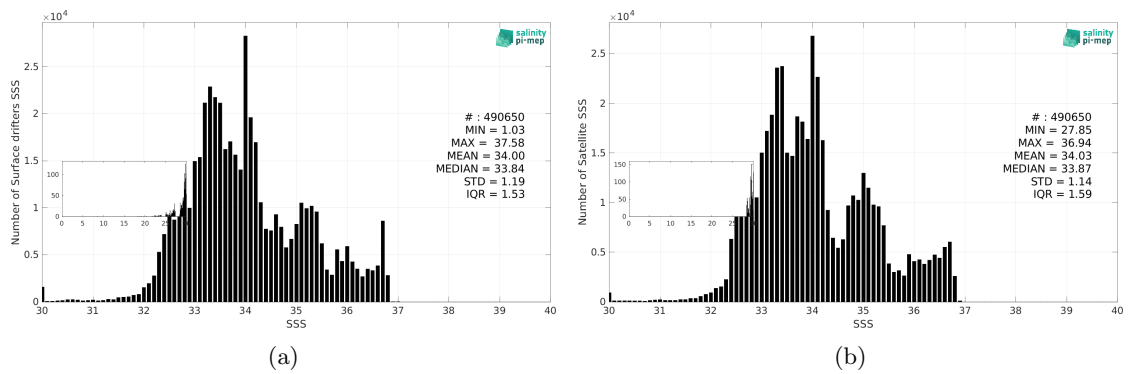 ×10⁴
salinity
pi-mep
# : 490650
MIN = 1.03
MAX = 37.58
MEAN = 34.00
MEDIAN = 33.84
STD = 1.19
IQR = 1.53
Number of Surface drifters SSS
2.5
2
1.5
1
0.5
0
100
50
0
0 5 10 15 20 25
30 31 32 33 34 35 36 37 38 39 40
SSS
(a)
×10⁴
salinity
pi-mep
# : 490650
MIN = 27.85
MAX = 36.94
MEAN = 34.03
MEDIAN = 33.87
STD = 1.14
IQR = 1.59
Number of Satellite SSS
2.5
2
1.5
1
0.5
0
150
100
50
0
0 5 10 15 20 25
30 31 32 33 34 35 36 37 38 39 40
SSS
(b)